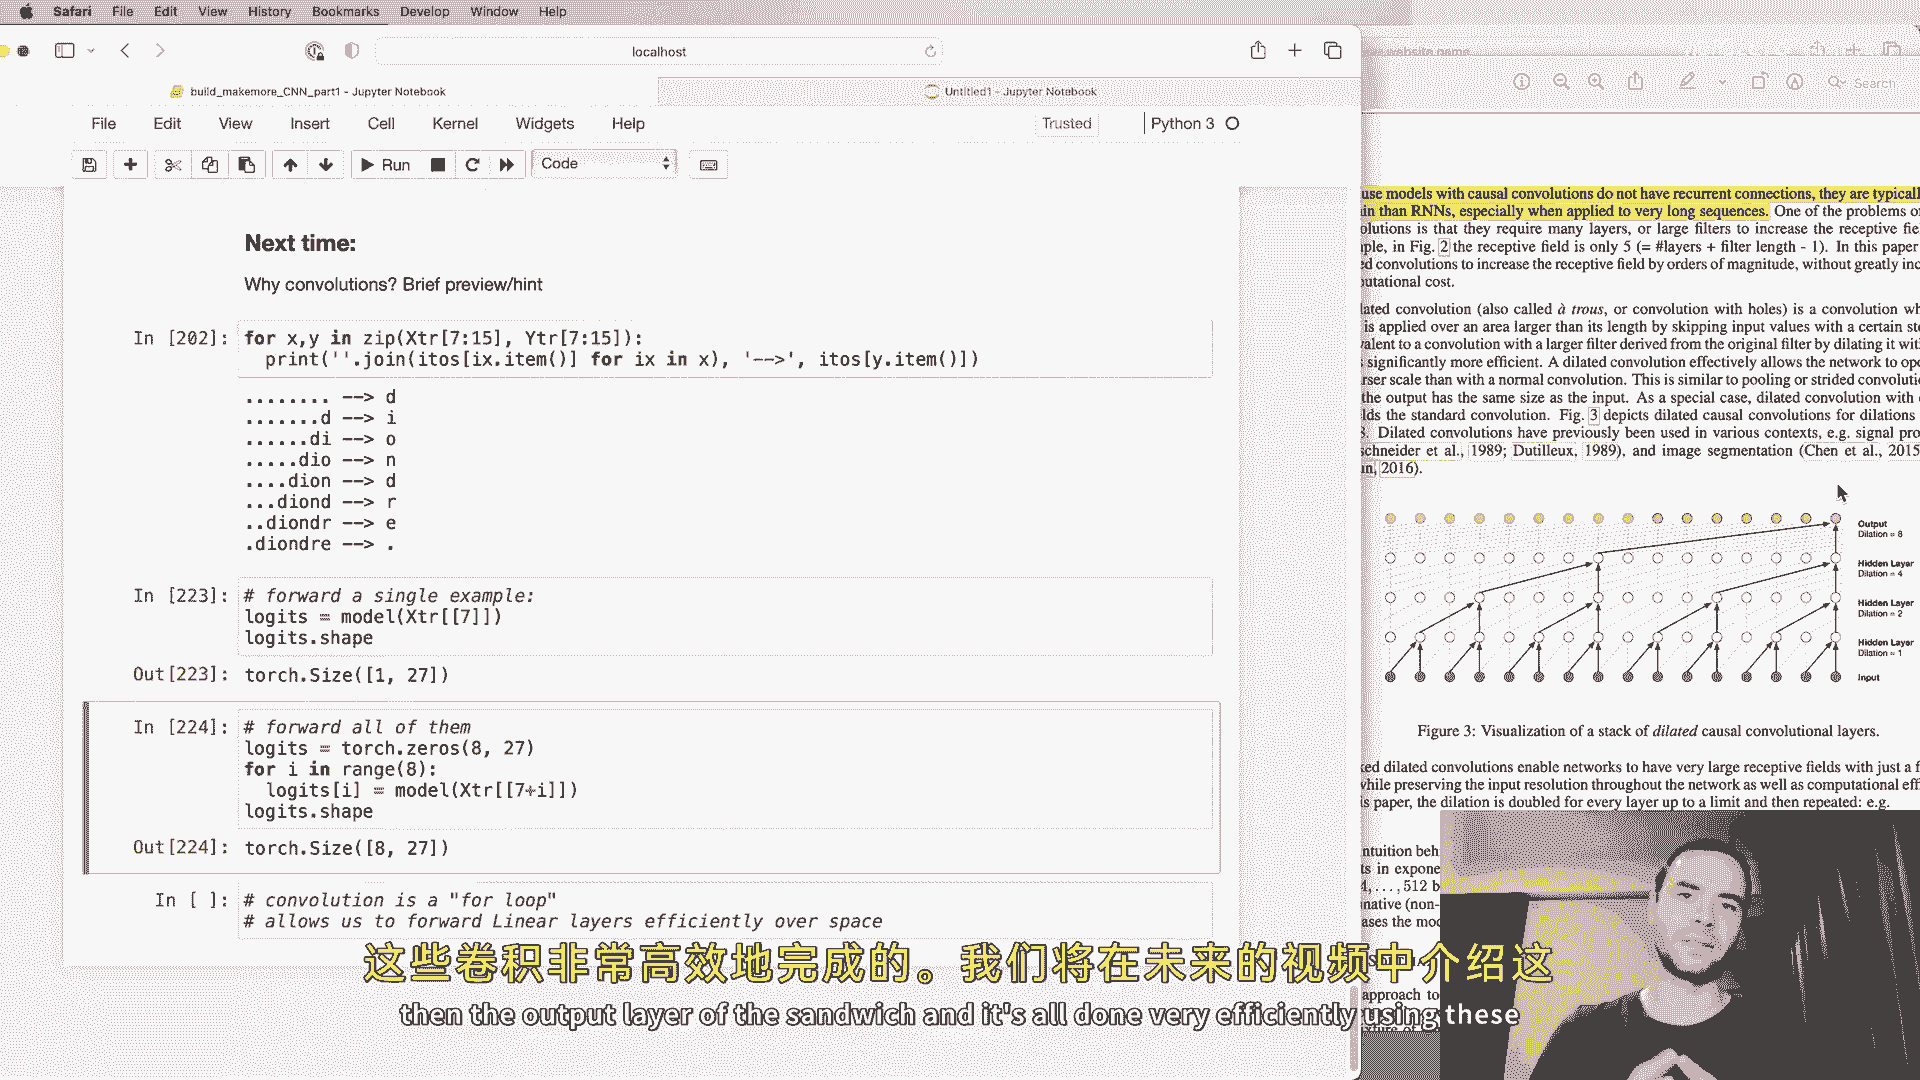 Safari File Edit View History Bookmarks Develop Window Help
localhost
build_makemore_CNN_part1 - Jupyter Notebook
Untitled1 - Jupyter Notebook
File Edit View Insert Cell Kernel Widgets Help
Trusted
Python 3
Run
Code
Next time:
Why convolutions? Brief preview/hint
In [202]:
for x,y in zip(Xtr[7:15], Ytr[7:15]):
print(''.join(itos[ix.item()] for ix in x), '-->', itos[y.item()])
........ --> d
.......d --> i
......di --> o
.....dio --> n
....dion --> d
...diond --> r
..diondr --> e
.diondre --> .
In [223]:
# forward a single example:
logits = model(Xtr[[7]])
logits.shape
Out[223]: torch.Size([1, 27])
In [224]:
# forward all of them
logits = torch.zeros(8, 27)
for i in range(8):
logits[i] = model(Xtr[[7+i]])
logits.shape
Out[224]: torch.Size([8, 27])
In [ ]:
# convolution is a "for loop"
# allows us to forward Linear layers efficiently over space
website name
Search
use models with causal convolutions do not have recurrent connections, they are typicall
in than RNNs, especially when applied to very long sequences. One of the problems o
olutions is that they require many layers, or large filters to increase the receptive fie
ple, in Fig. 2 the receptive field is only 5 (= #layers + filter length - 1). In this paper
ed convolutions to increase the receptive field by orders of magnitude, without greatly inc
utational cost.
lated convolution (also called à trous, or convolution with holes) is a convolution wh
is applied over an area larger than its length by skipping input values with a certain st
valent to a convolution with a larger filter derived from the original filter by dilating it wit
significantly more efficient. A dilated convolution effectively allows the network to ope
rser scale than with a normal convolution. This is similar to pooling or strided convoluti
the output has the same size as the input. As a special case, dilated convolution with
lds the standard convolution. Fig. 3 depicts dilated causal convolutions for dilations
8. Dilated convolutions have previously been used in various contexts, e.g. signal pro
schneider et al., 1989; Dutilleux, 1989), and image segmentation (Chen et al., 2015
un, 2016).
Output
Dilation = 8
Hidden Layer
Dilation = 4
Hidden Layer
Dilation = 2
Hidden Layer
Dilation = 1
Input
Figure 3: Visualization of a stack of dilated causal convolutional layers.
ked dilated convolutions enable networks to have very large receptive fields with just a f
while preserving the input resolution throughout the network as well as computational eff
is paper, the dilation is doubled for every layer up to a limit and then repeated: e.g.
ntuition beh
ts in expone
4, . . . , 512 b
native (non-
ases the mod
approach to
这些卷积非常高效地完成的。我们将在未来的视频中介绍这
then the output layer of the sandwich and it's all done very efficiently using these